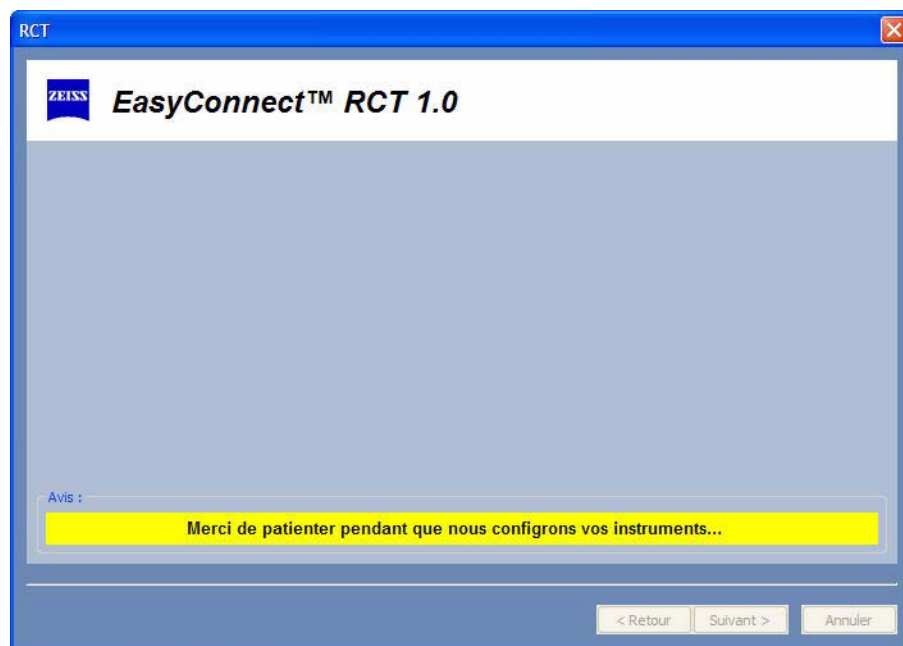 RCT
ZEISS
EasyConnect™ RCT 1.0
Avis :
Merci de patienter pendant que nous configrons vos instruments...
< Retour Suivant > Annuler